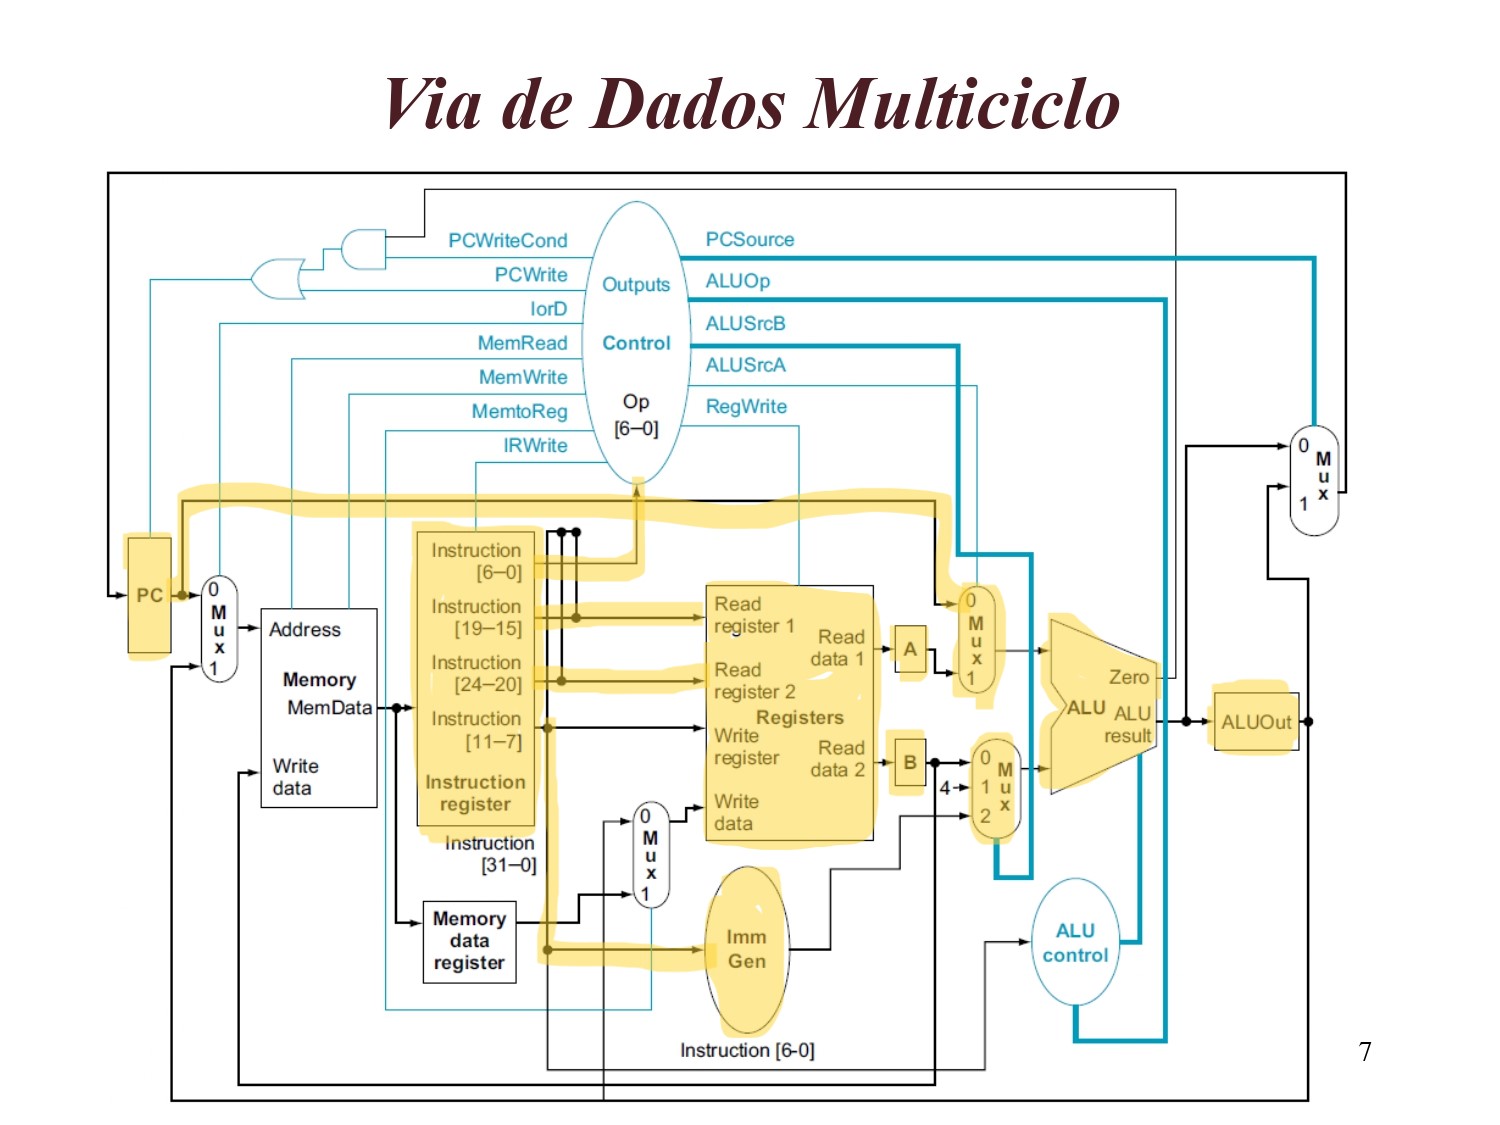 Via de Dados Multiciclo
PCWriteCond
PCWrite
IorD
MemRead
MemWrite
MemtoReg
IRWrite
Outputs
Control
Op
[6–0]
PCSource
ALUOp
ALUSrcB
ALUSrcA
RegWrite
0
M
u
x
1
PC
0
M
u
x
1
Address
Memory
MemData
Write
data
Instruction
[6–0]
Instruction
[19–15]
Instruction
[24–20]
Instruction
[11–7]
Instruction
register
Instruction
[31–0]
Memory
data
register
0
M
u
x
1
Read
register 1
Read
register 2
Registers
Write
register
Write
data
Read
data 1
Read
data 2
Imm
Gen
Instruction [6-0]
A
B
4
0
M
u
x
1
0
M
1 u
x
2
Zero
ALU
ALU
result
ALUOut
ALU
control
7